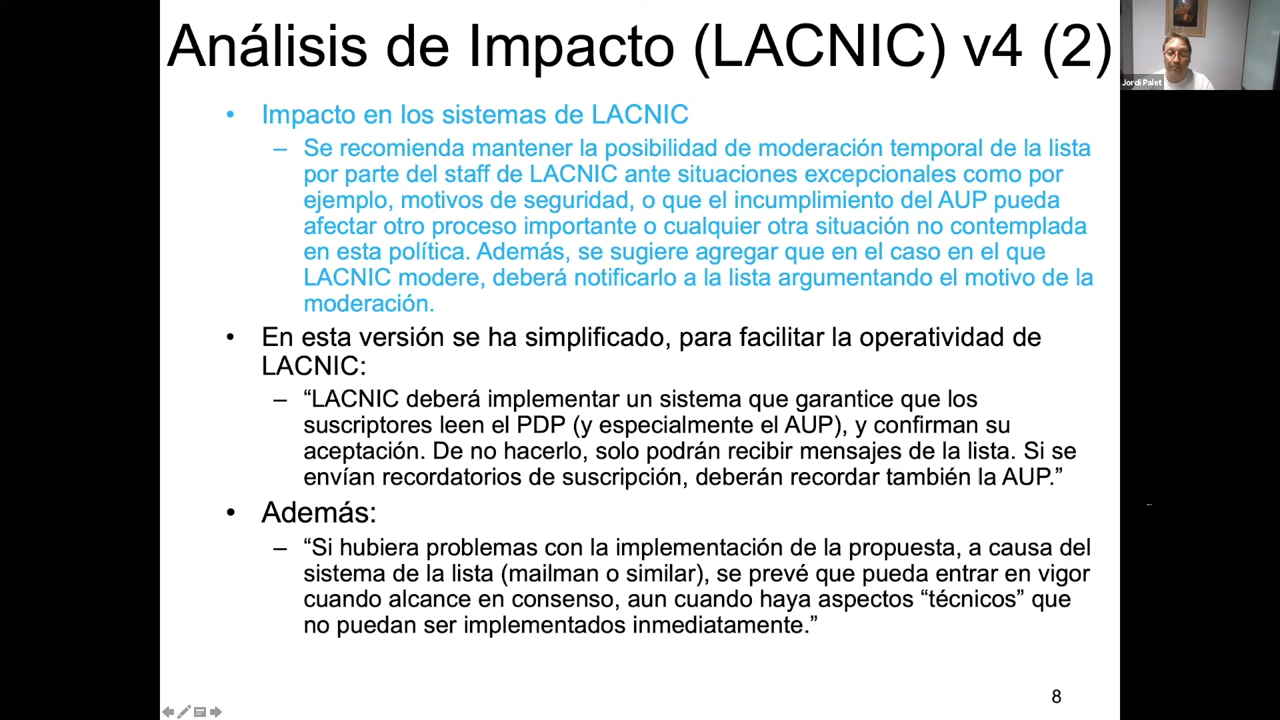 Análisis de Impacto (LACNIC) v4 (2)
Jordi Palet
• Impacto en los sistemas de LACNIC
– Se recomienda mantener la posibilidad de moderación temporal de la lista
por parte del staff de LACNIC ante situaciones excepcionales como por
ejemplo, motivos de seguridad, o que el incumplimiento del AUP pueda
afectar otro proceso importante o cualquier otra situación no contemplada
en esta política. Además, se sugiere agregar que en el caso en el que
LACNIC modere, deberá notificarlo a la lista argumentando el motivo de la
moderación.
• En esta versión se ha simplificado, para facilitar la operatividad de
LACNIC:
– “LACNIC deberá implementar un sistema que garantice que los
suscriptores leen el PDP (y especialmente el AUP), y confirman su
aceptación. De no hacerlo, solo podrán recibir mensajes de la lista. Si se
envían recordatorios de suscripción, deberán recordar también la AUP.”
• Además:
– “Si hubiera problemas con la implementación de la propuesta, a causa del
sistema de la lista (mailman o similar), se prevé que pueda entrar en vigor
cuando alcance en consenso, aun cuando haya aspectos “técnicos” que
no puedan ser implementados inmediatamente.”
8